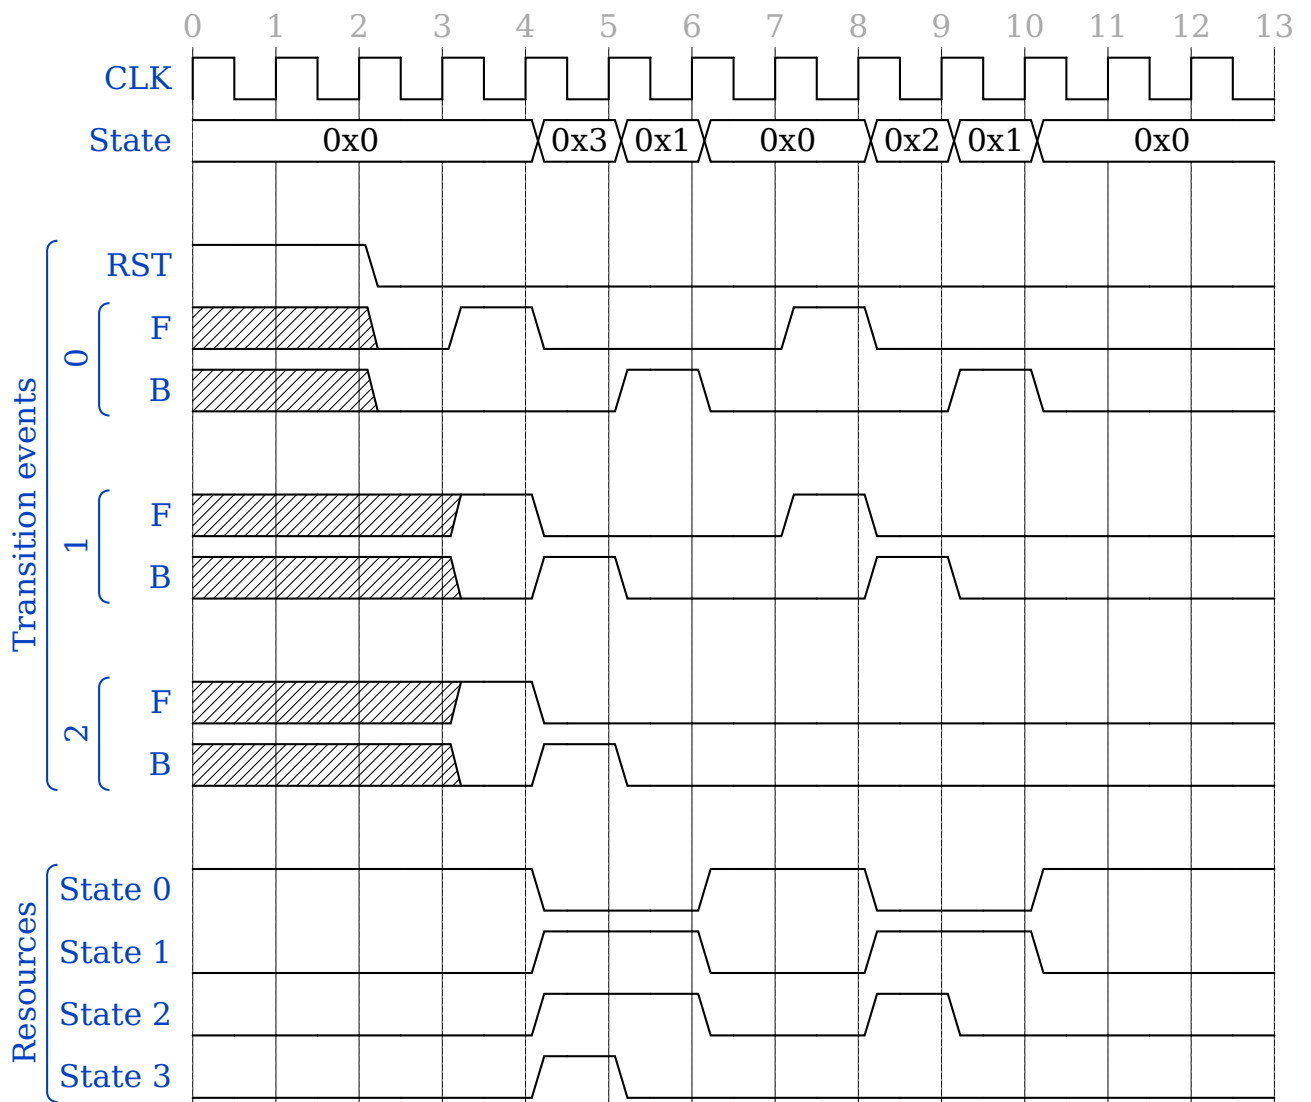 0 1 2 3 4 5 6 7 8 9 10 11 12 13
CLK
State 0x0 0x3 0x1 0x0 0x2 0x1 0x0
Transition events
RST
0
F
B
1
F
B
2
F
B
Resources
State 0
State 1
State 2
State 3